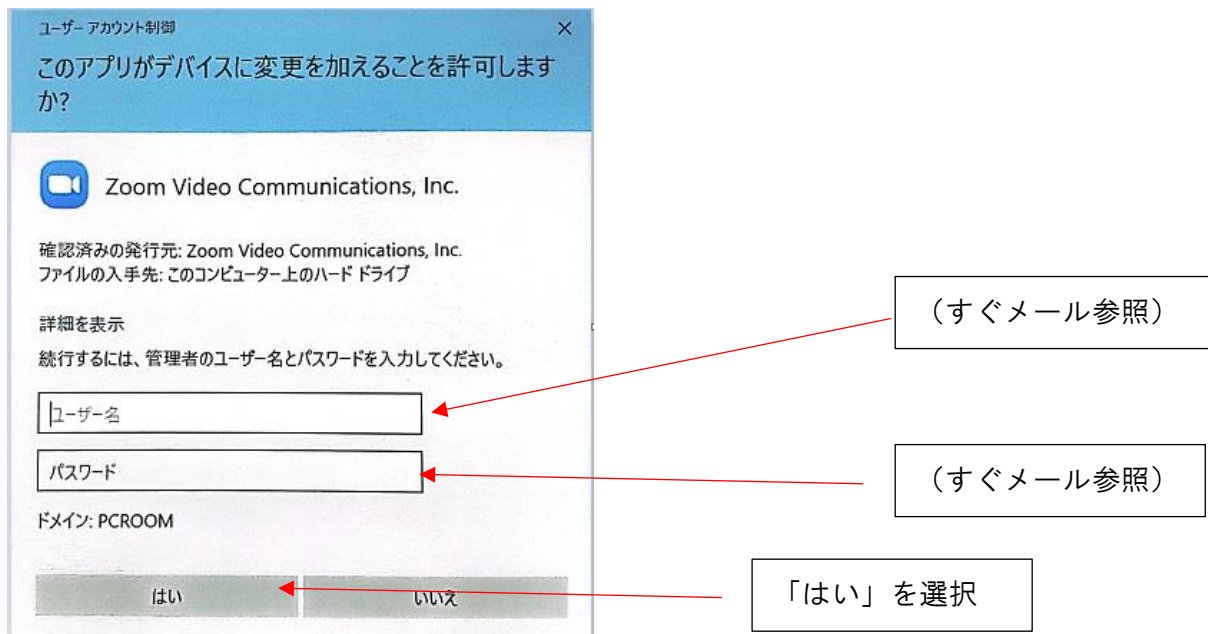 ユーザー アカウント制御
このアプリがデバイスに変更を加えることを許可します
か?
Zoom Video Communications, Inc.
確認済みの発行元: Zoom Video Communications, Inc.
ファイルの入手先: このコンピューター上のハード ドライブ
詳細を表示
続行するには、管理者のユーザー名とパスワードを入力してください。
（すぐメール参照）
ユーザー名
パスワード
（すぐメール参照）
ドメイン: PCROOM
はい
いいえ
「はい」を選択